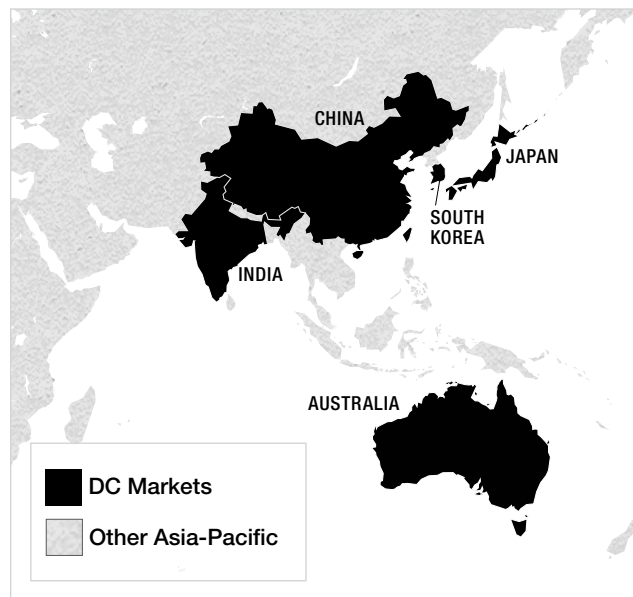 CHINA
JAPAN
SOUTH
KOREA
INDIA
AUSTRALIA
DC Markets
Other Asia-Pacific